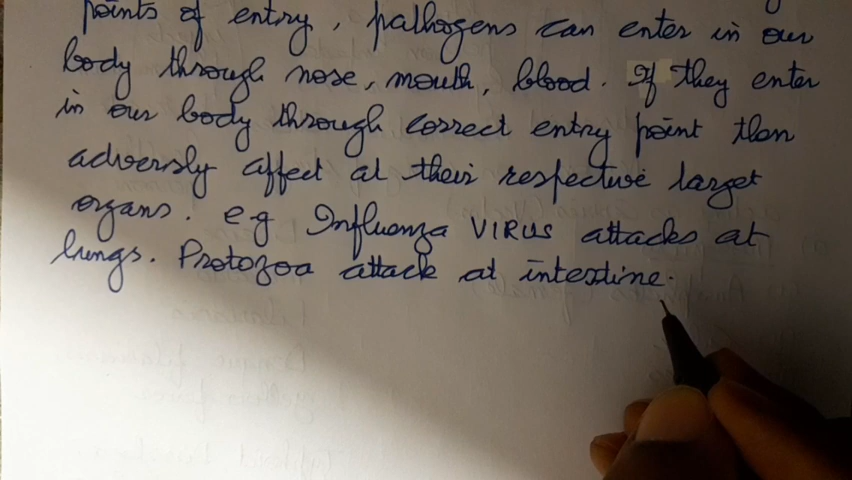 points of entry, pathogens can enter in our
body through nose, mouth, blood. If they enter
in our body through correct entry point then
adversly affect at their respective target
organs. e g Influenza VIRUS attacks at
lungs. Protozoa attack at intestine.